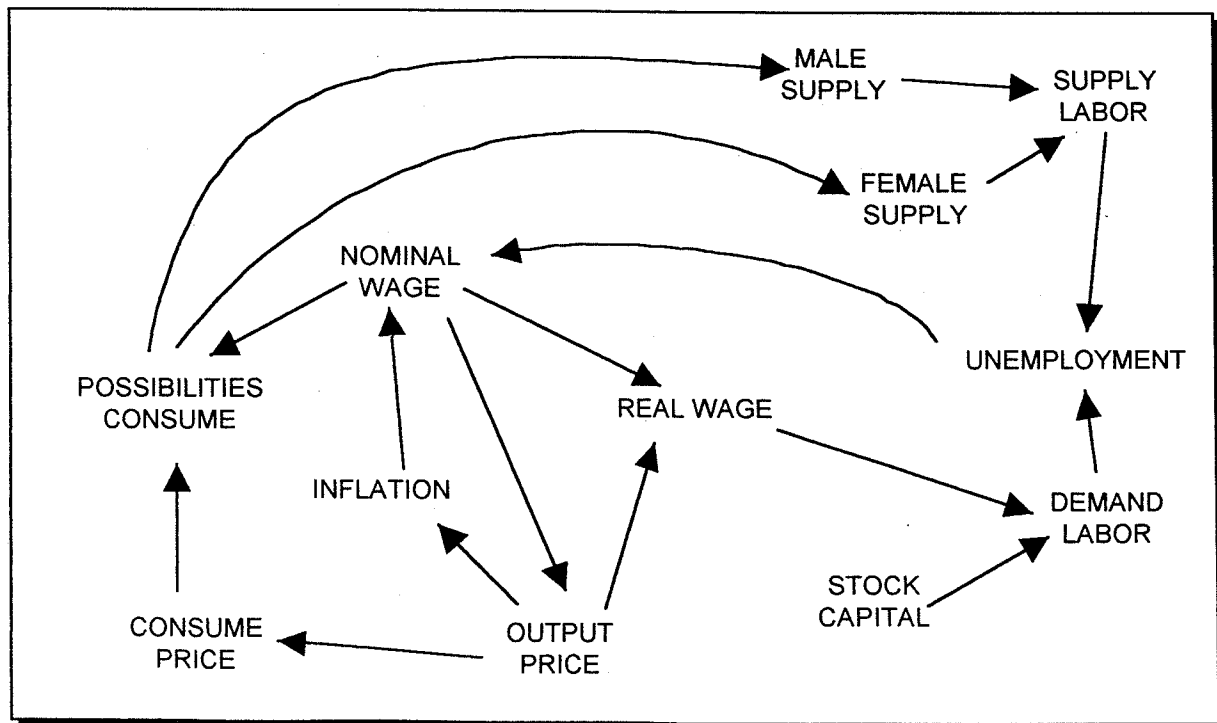 MALE
SUPPLY
SUPPLY
LABOR
FEMALE
SUPPLY
NOMINAL
WAGE
UNEMPLOYMENT
POSSIBILITIES
CONSUME
REAL WAGE
INFLATION
DEMAND
LABOR
STOCK
CAPITAL
CONSUME
PRICE
OUTPUT
PRICE